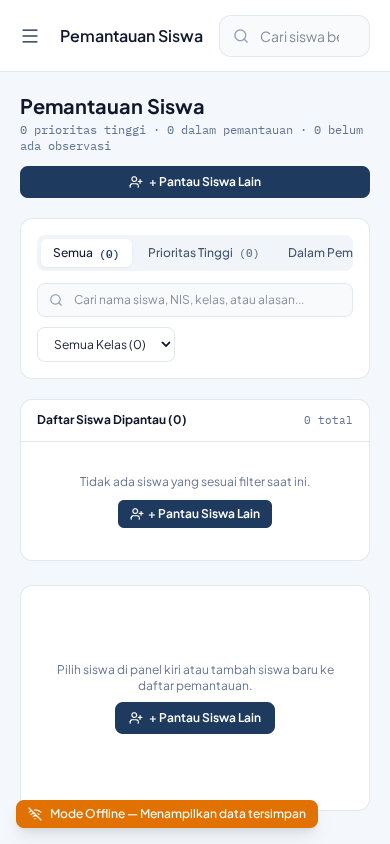 Pemantauan Siswa
Cari siswa be
Pemantauan Siswa
0 prioritas tinggi · 0 dalam pemantauan · 0 belum
ada observasi
+ Pantau Siswa Lain
Semua (0) Prioritas Tinggi (0) Dalam Pem
Cari nama siswa, NIS, kelas, atau alasan...
Semua Kelas (0)
Daftar Siswa Dipantau (0) 0 total
Tidak ada siswa yang sesuai filter saat ini.
+ Pantau Siswa Lain
Pilih siswa di panel kiri atau tambah siswa baru ke
daftar pemantauan.
+ Pantau Siswa Lain
Mode Offline — Menampilkan data tersimpan